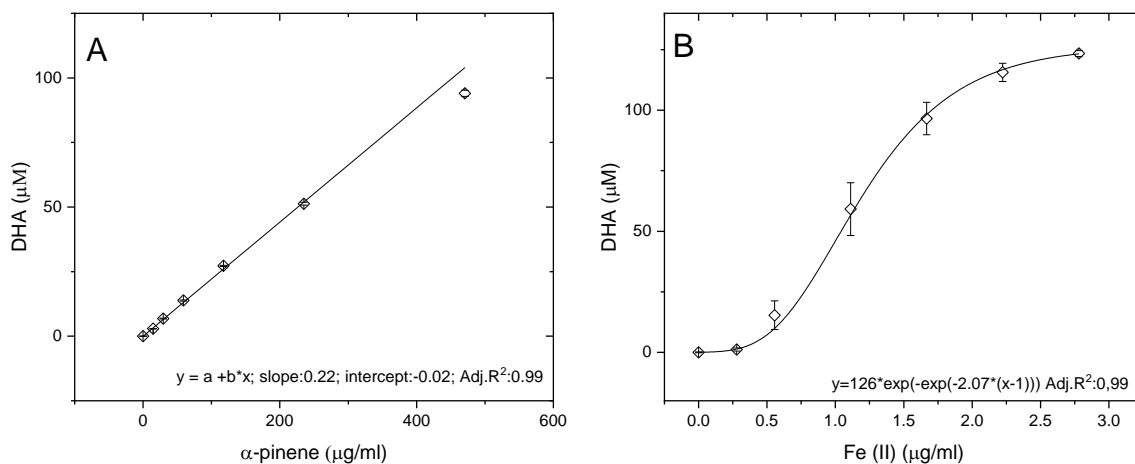 A
100
50
0
DHA (μM)
y = a +b*x; slope:0.22; intercept:-0.02; Adj.R²:0.99
0 200 400 600
α-pinene (μg/ml)
B
100
50
0
DHA (μM)
y=126*exp(-exp(-2.07*(x-1))) Adj.R²:0,99
0.0 0.5 1.0 1.5 2.0 2.5 3.0
Fe (II) (μg/ml)